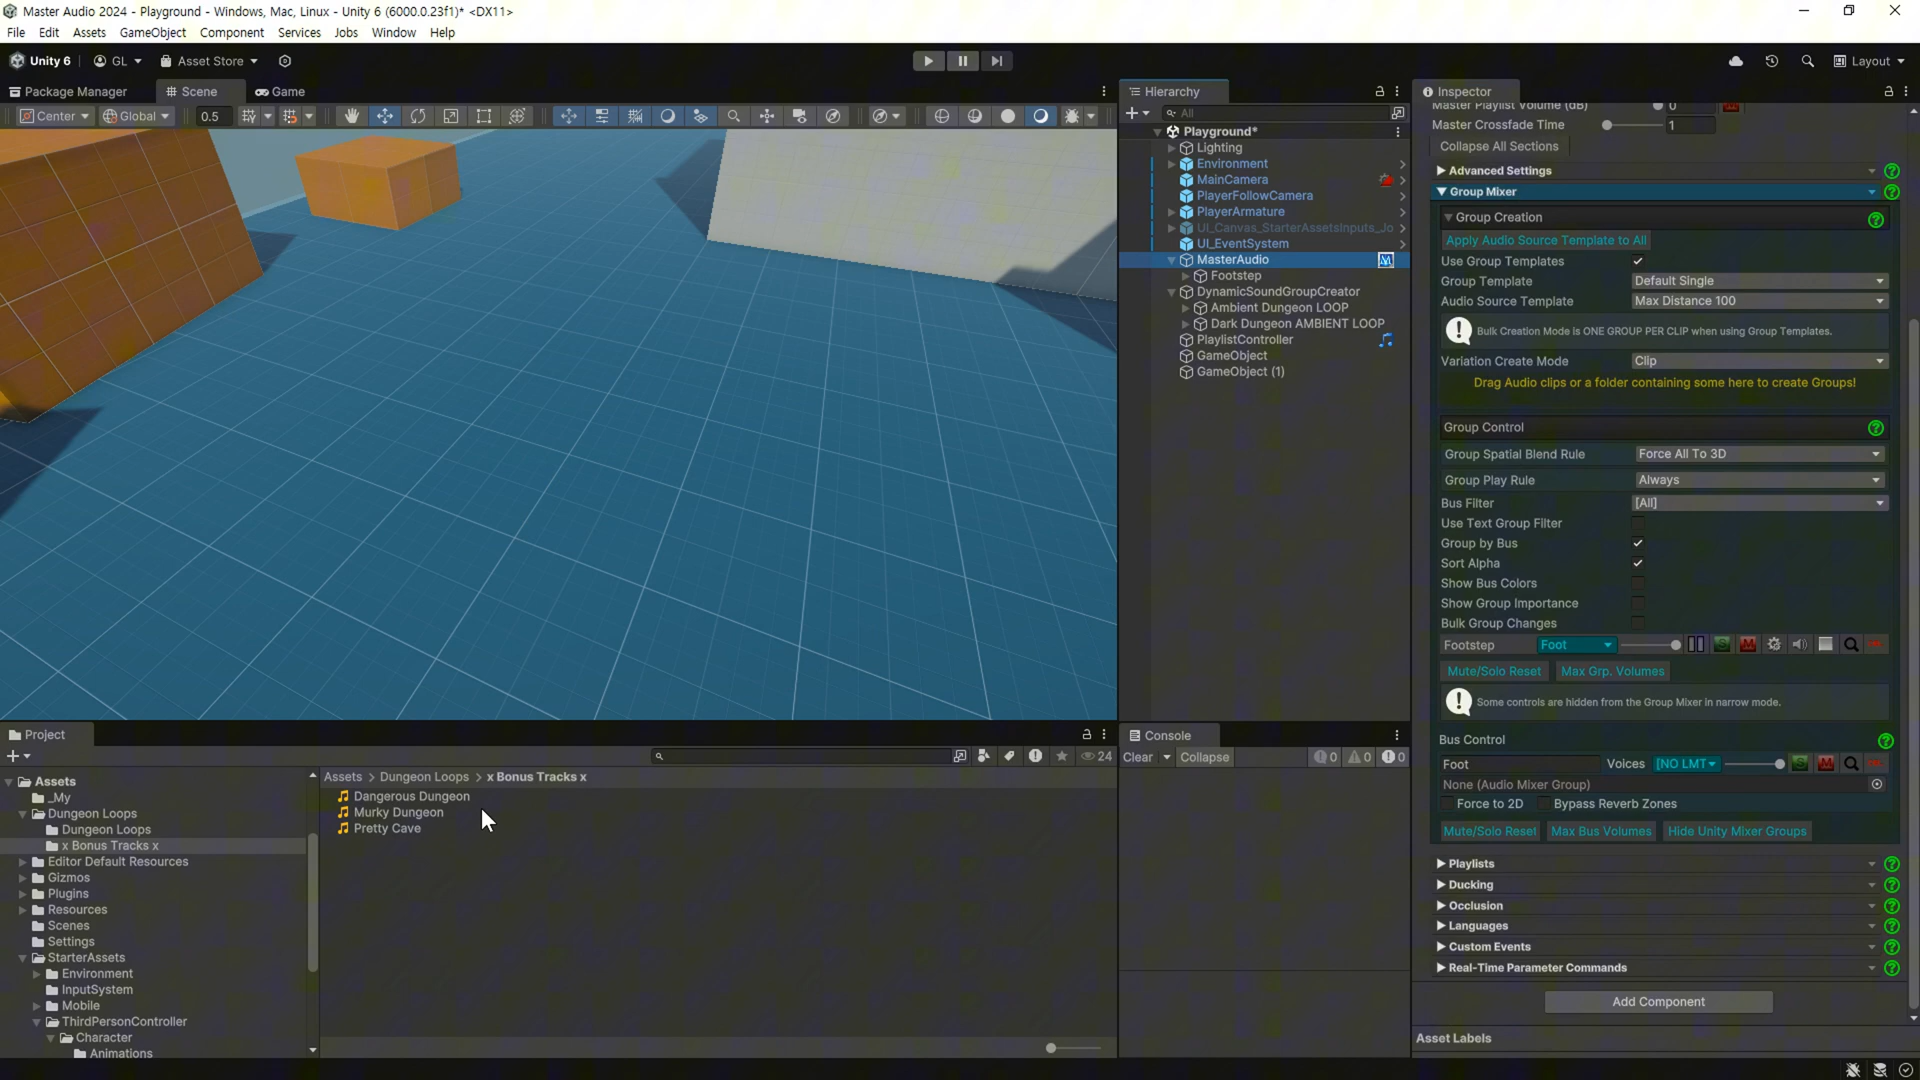 Master Audio 2024 - Playground - Windows, Mac, Linux - Unity 6 (6000.0.23f1)* <DX11>
File Edit Assets GameObject Component Services Jobs Window Help
Unity 6 GL Asset Store Layout
Package Manager Scene Game
Center Global 0.5
Hierarchy
All
Playground*
Lighting
Environment
MainCamera
PlayerFollowCamera
PlayerArmature
UI_Canvas_StarterAssetsInputs_Jo
UI_EventSystem
MasterAudio
Footstep
DynamicSoundGroupCreator
Ambient Dungeon LOOP
Dark Dungeon AMBIENT LOOP
PlaylistController
GameObject
GameObject (1)
Inspector
Master Playlist Volume (dB) 0
Master Crossfade Time 1
Collapse All Sections
Advanced Settings
Group Mixer
Group Creation
Apply Audio Source Template to All
Use Group Templates
Group Template Default Single
Audio Source Template Max Distance 100
Bulk Creation Mode is ONE GROUP PER CLIP when using Group Templates.
Variation Create Mode Clip
Drag Audio clips or a folder containing some here to create Groups!
Group Control
Group Spatial Blend Rule Force All To 3D
Group Play Rule Always
Bus Filter [All]
Use Text Group Filter
Group by Bus
Sort Alpha
Show Bus Colors
Show Group Importance
Bulk Group Changes
Footstep Foot S M
Mute/Solo Reset Max Grp. Volumes
Some controls are hidden from the Group Mixer in narrow mode.
Bus Control
Foot Voices [NO LMT S M
None (Audio Mixer Group)
Force to 2D Bypass Reverb Zones
Mute/Solo Reset Max Bus Volumes Hide Unity Mixer Groups
Playlists
Ducking
Occlusion
Languages
Custom Events
Real-Time Parameter Commands
Add Component
Asset Labels
Project
24
Assets
_My
Dungeon Loops
Dungeon Loops
x Bonus Tracks x
Editor Default Resources
Gizmos
Plugins
Resources
Scenes
Settings
StarterAssets
Environment
InputSystem
Mobile
ThirdPersonController
Character
Animations
Assets > Dungeon Loops > x Bonus Tracks x
Dangerous Dungeon
Murky Dungeon
Pretty Cave
Console
Clear Collapse 0 0 0